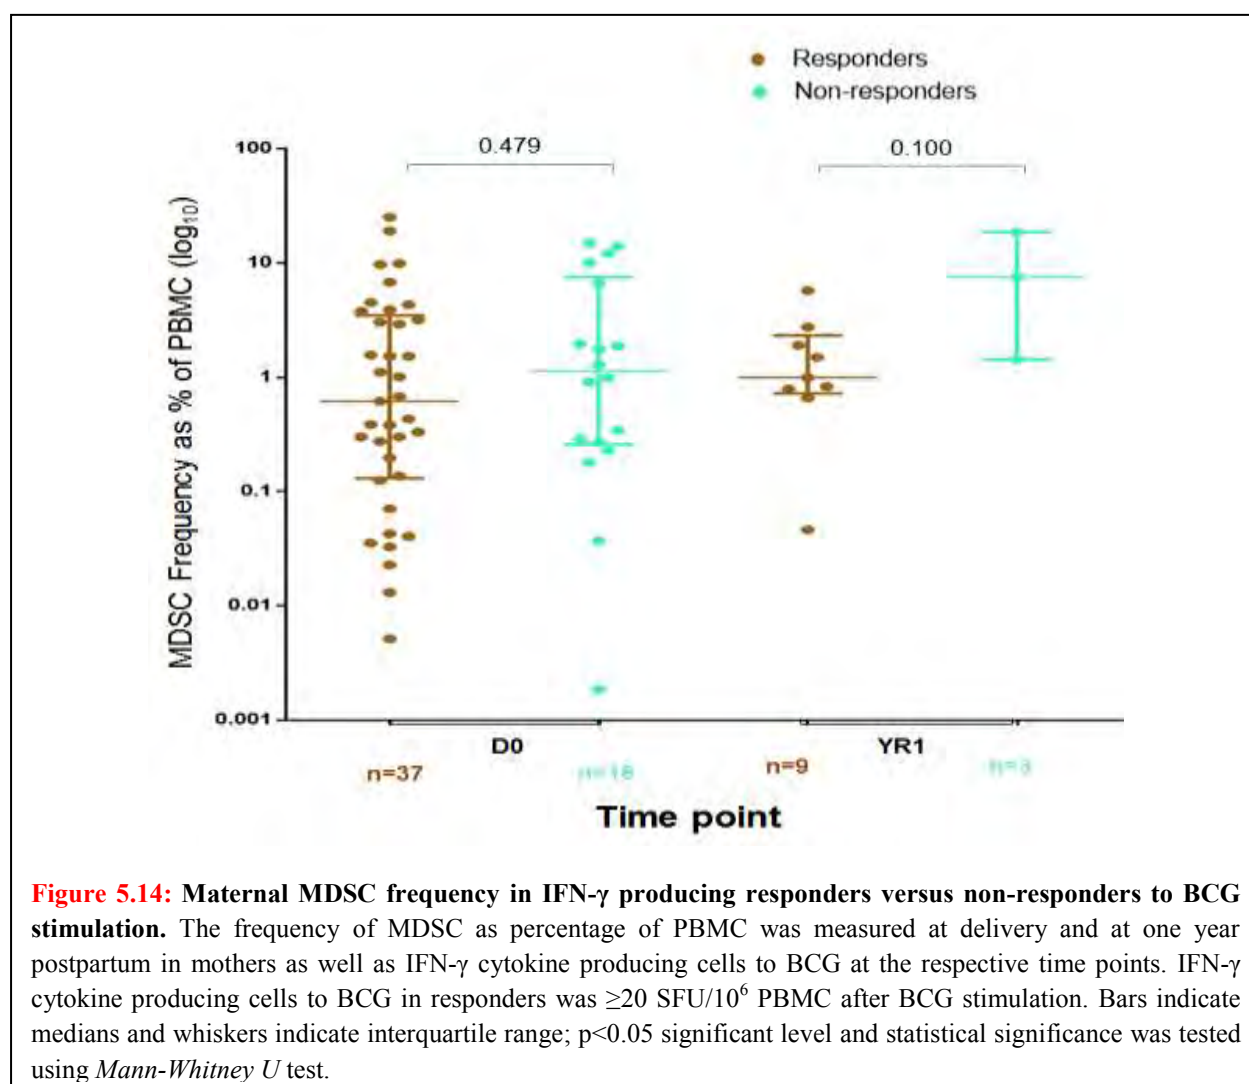 Responders
Non-responders
0.479
0.100
100
10
1
0.1
0.01
0.001
MDSC Frequency as % of PBMC (log₁₀)
D0
YR1
n=37
n=18
n=9
n=3
Time point
Figure 5.14: Maternal MDSC frequency in IFN-γ producing responders versus non-responders to BCG
stimulation. The frequency of MDSC as percentage of PBMC was measured at delivery and at one year
postpartum in mothers as well as IFN-γ cytokine producing cells to BCG at the respective time points. IFN-γ
cytokine producing cells to BCG in responders was ≥20 SFU/10⁶ PBMC after BCG stimulation. Bars indicate
medians and whiskers indicate interquartile range; p<0.05 significant level and statistical significance was tested
using Mann-Whitney U test.